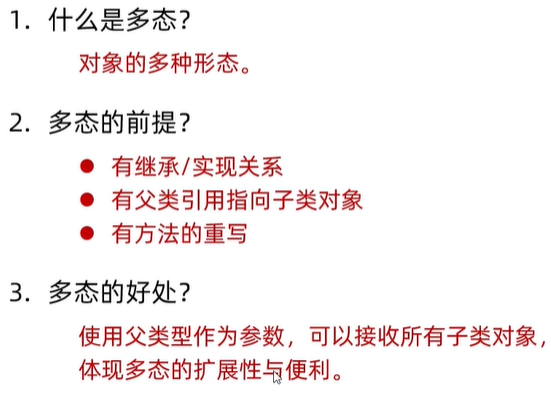 1. 什么是多态？
对象的多种形态。
2. 多态的前提？
● 有继承/实现关系
● 有父类引用指向子类对象
● 有方法的重写
3. 多态的好处？
使用父类型作为参数，可以接收所有子类对象，
体现多态的扩展性与便利。